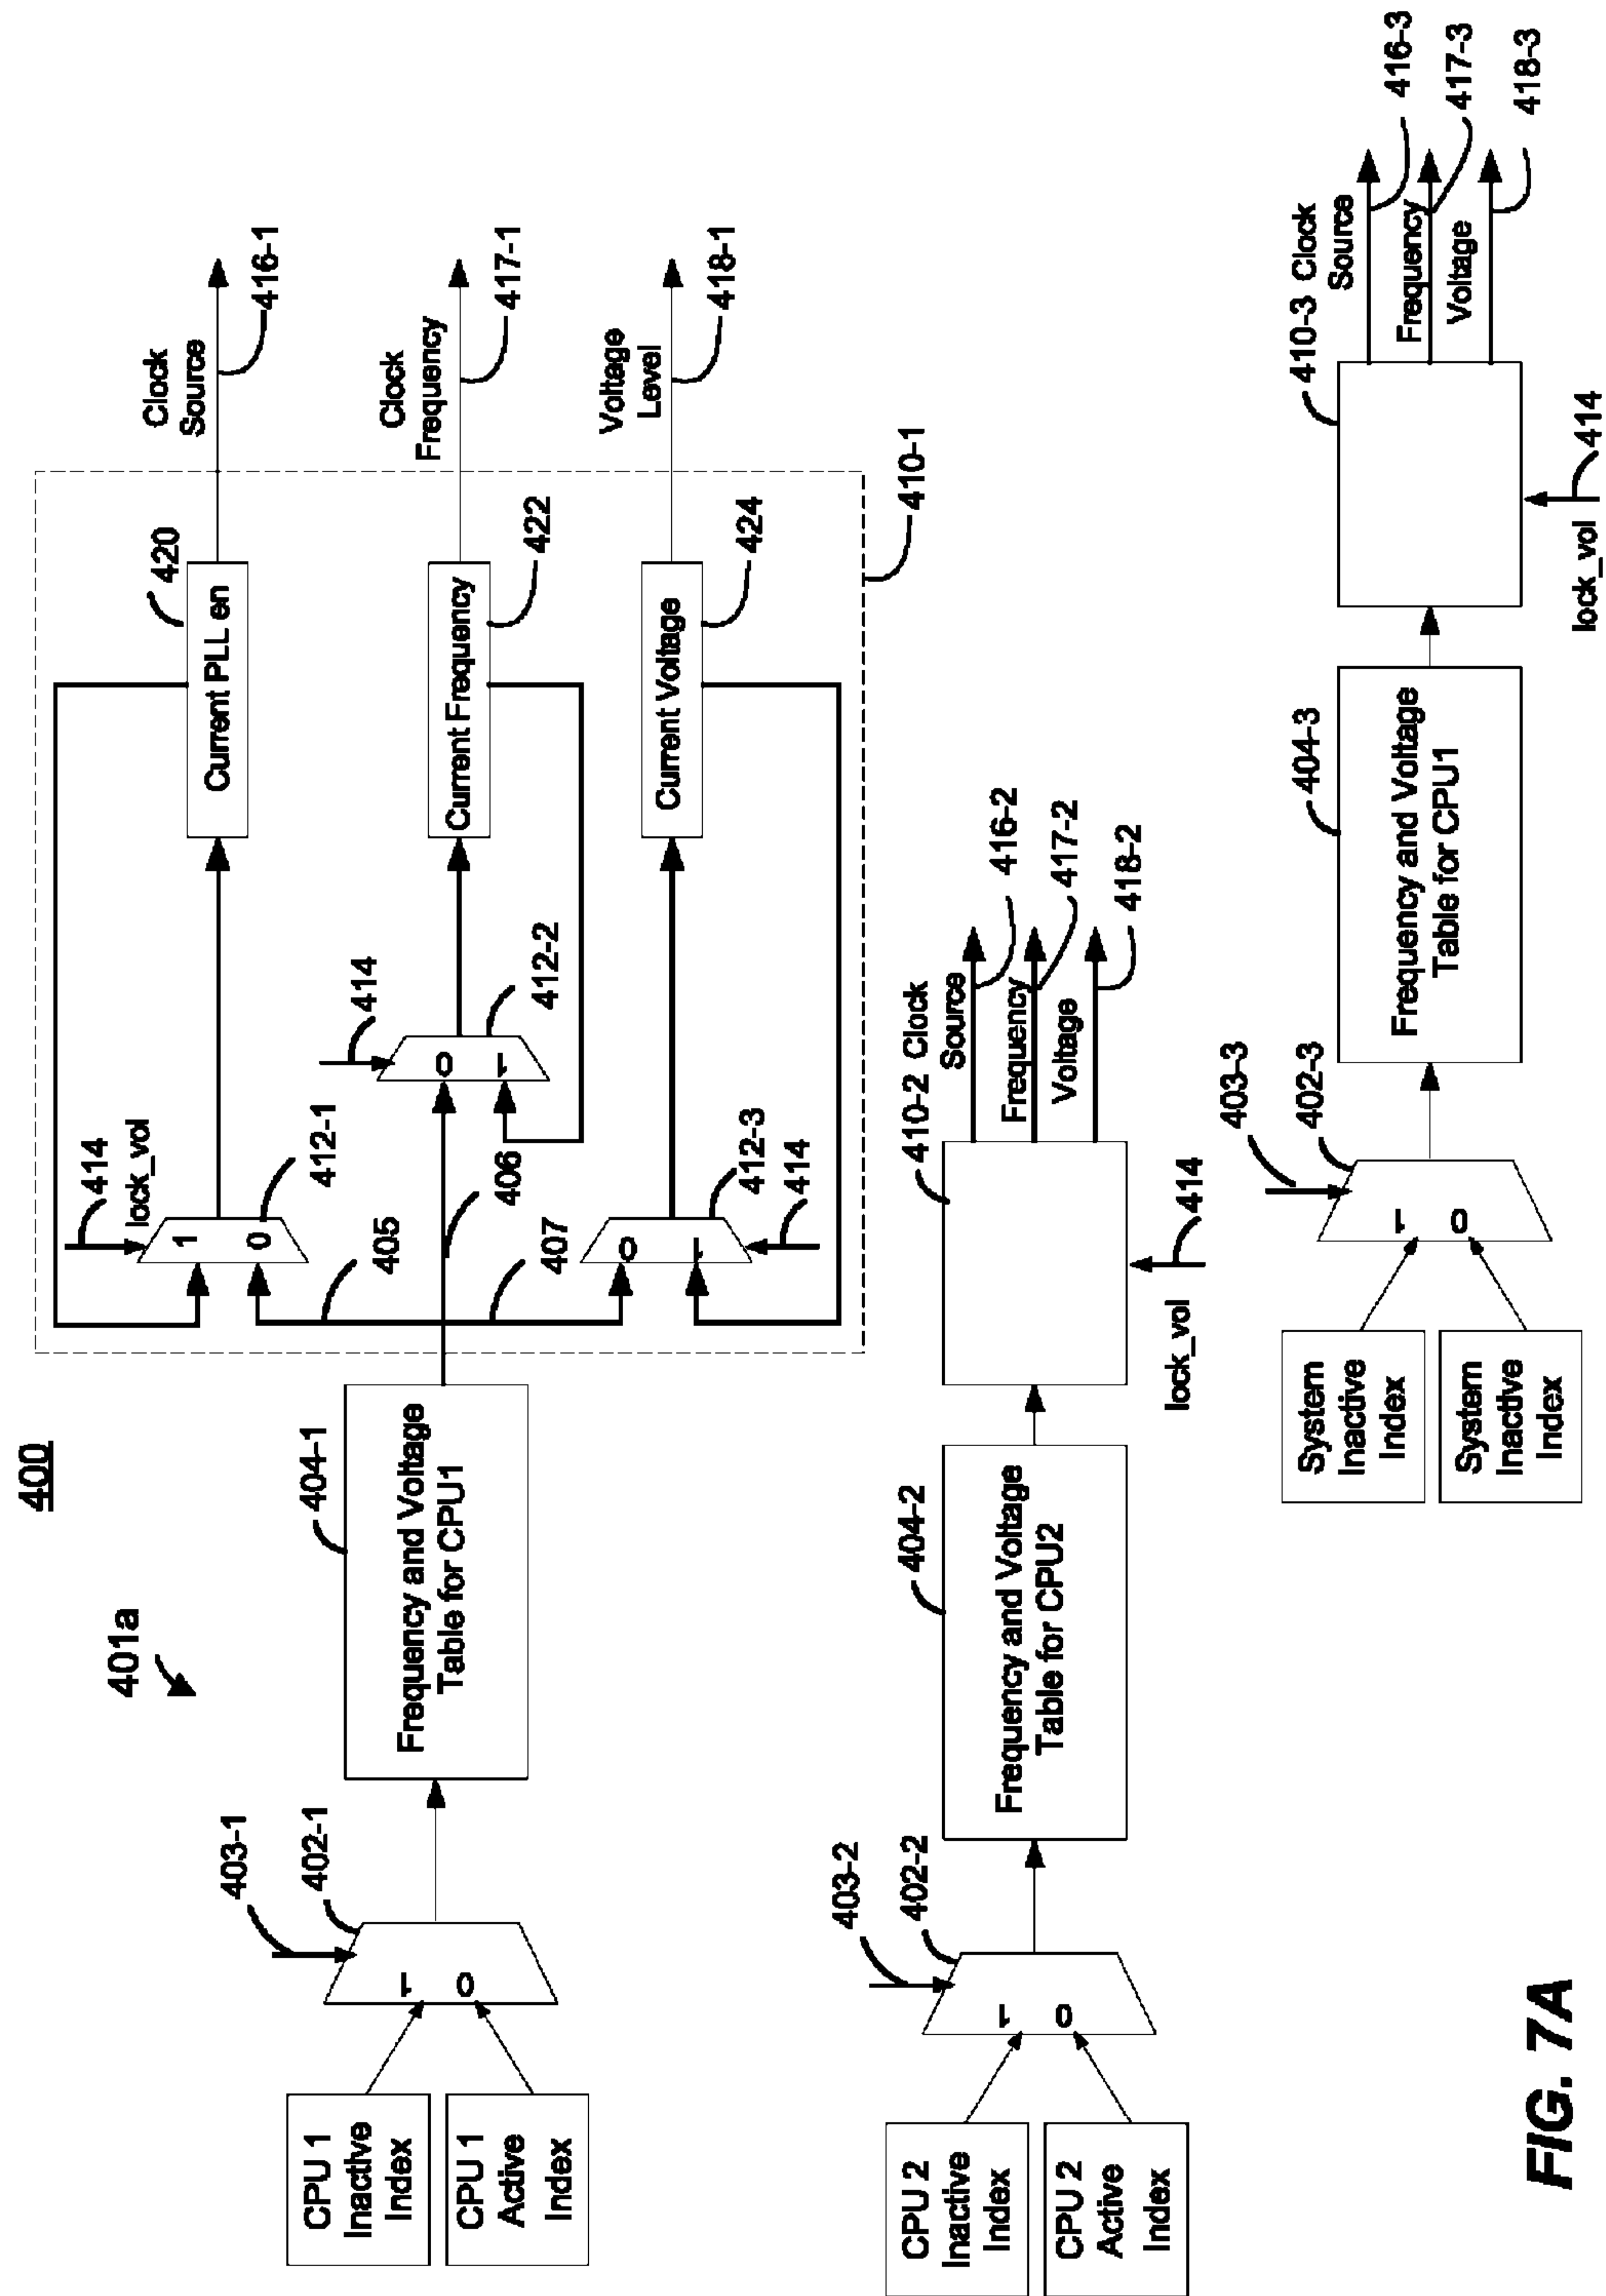 400
401a
CPU 1
Inactive
Index
CPU 1
Active
Index
403-1
402-1
1
0
404-1
Frequency and Voltage
Table for CPU1
405
406
407
414
lock_vol
1
0
412-1
414
0
1
412-2
0
1
412-3
414
420
Current PLL en
Current Frequency
422
Current Voltage
424
410-1
Clock
Source
416-1
Clock
Frequency
417-1
Voltage
Level
418-1
CPU 2
Inactive
Index
CPU 2
Active
Index
403-2
402-2
1
0
404-2
Frequency and Voltage
Table for CPU2
410-2
lock_vol
414
Clock
Source
Frequency
Voltage
416-2
417-2
418-2
System
Inactive
Index
System
Inactive
Index
403-3
402-3
1
0
404-3
Frequency and Voltage
Table for CPU1
410-3
lock_vol
414
Clock
Source
Frequency
Voltage
416-3
417-3
418-3
FIG. 7A